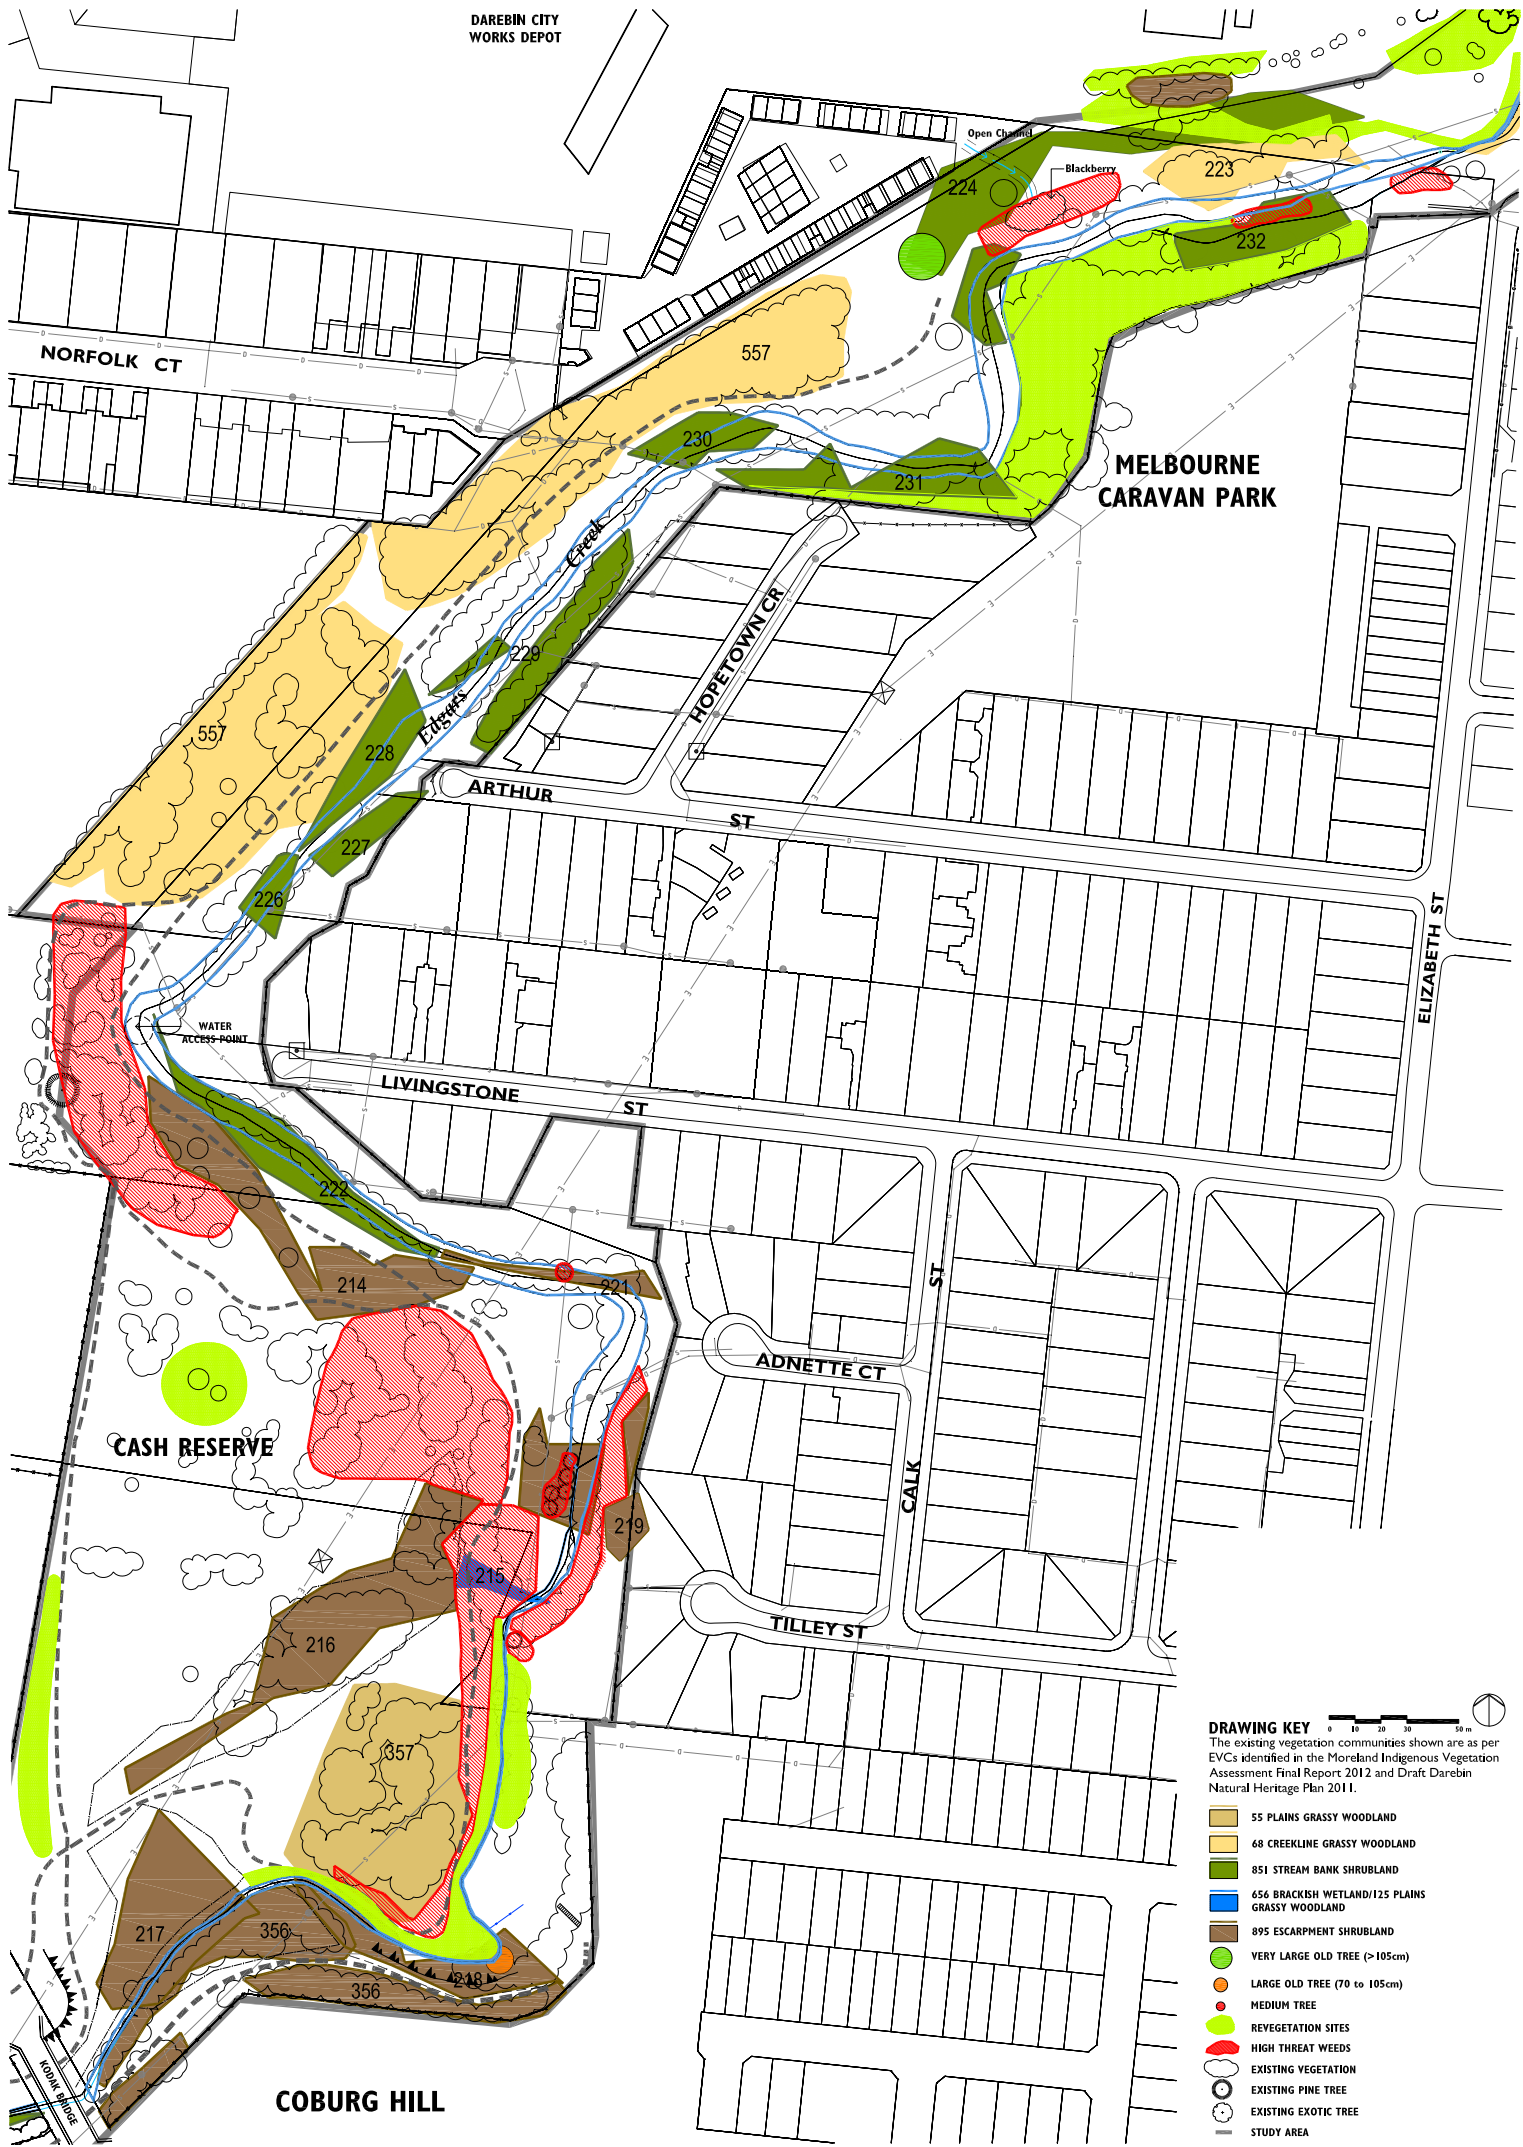 DAREBIN CITY
WORKS DEPOT
Open Channel
Blackberry
224
223
232
NORFOLK CT
557
230
231
MELBOURNE
CARAVAN PARK
Creek
HOPETOWN CR
229
Edgars
557
228
ARTHUR
ST
227
226
ELIZABETH ST
WATER
ACCESS POINT
LIVINGSTONE
ST
222
214
221
ST
ADNETTE CT
CASH RESERVE
CALK
219
215
216
TILLEY ST
357
217
356
218
356
KODAK BRIDGE
COBURG HILL
DRAWING KEY
0 10 20 30 50 m
The existing vegetation communities shown are as per
EVCs identified in the Moreland Indigenous Vegetation
Assessment Final Report 2012 and Draft Darebin
Natural Heritage Plan 2011.
55 PLAINS GRASSY WOODLAND
68 CREEKLINE GRASSY WOODLAND
851 STREAM BANK SHRUBLAND
656 BRACKISH WETLAND/125 PLAINS
GRASSY WOODLAND
895 ESCARPMENT SHRUBLAND
VERY LARGE OLD TREE (>105cm)
LARGE OLD TREE (70 to 105cm)
MEDIUM TREE
REVEGETATION SITES
HIGH THREAT WEEDS
EXISTING VEGETATION
EXISTING PINE TREE
EXISTING EXOTIC TREE
STUDY AREA